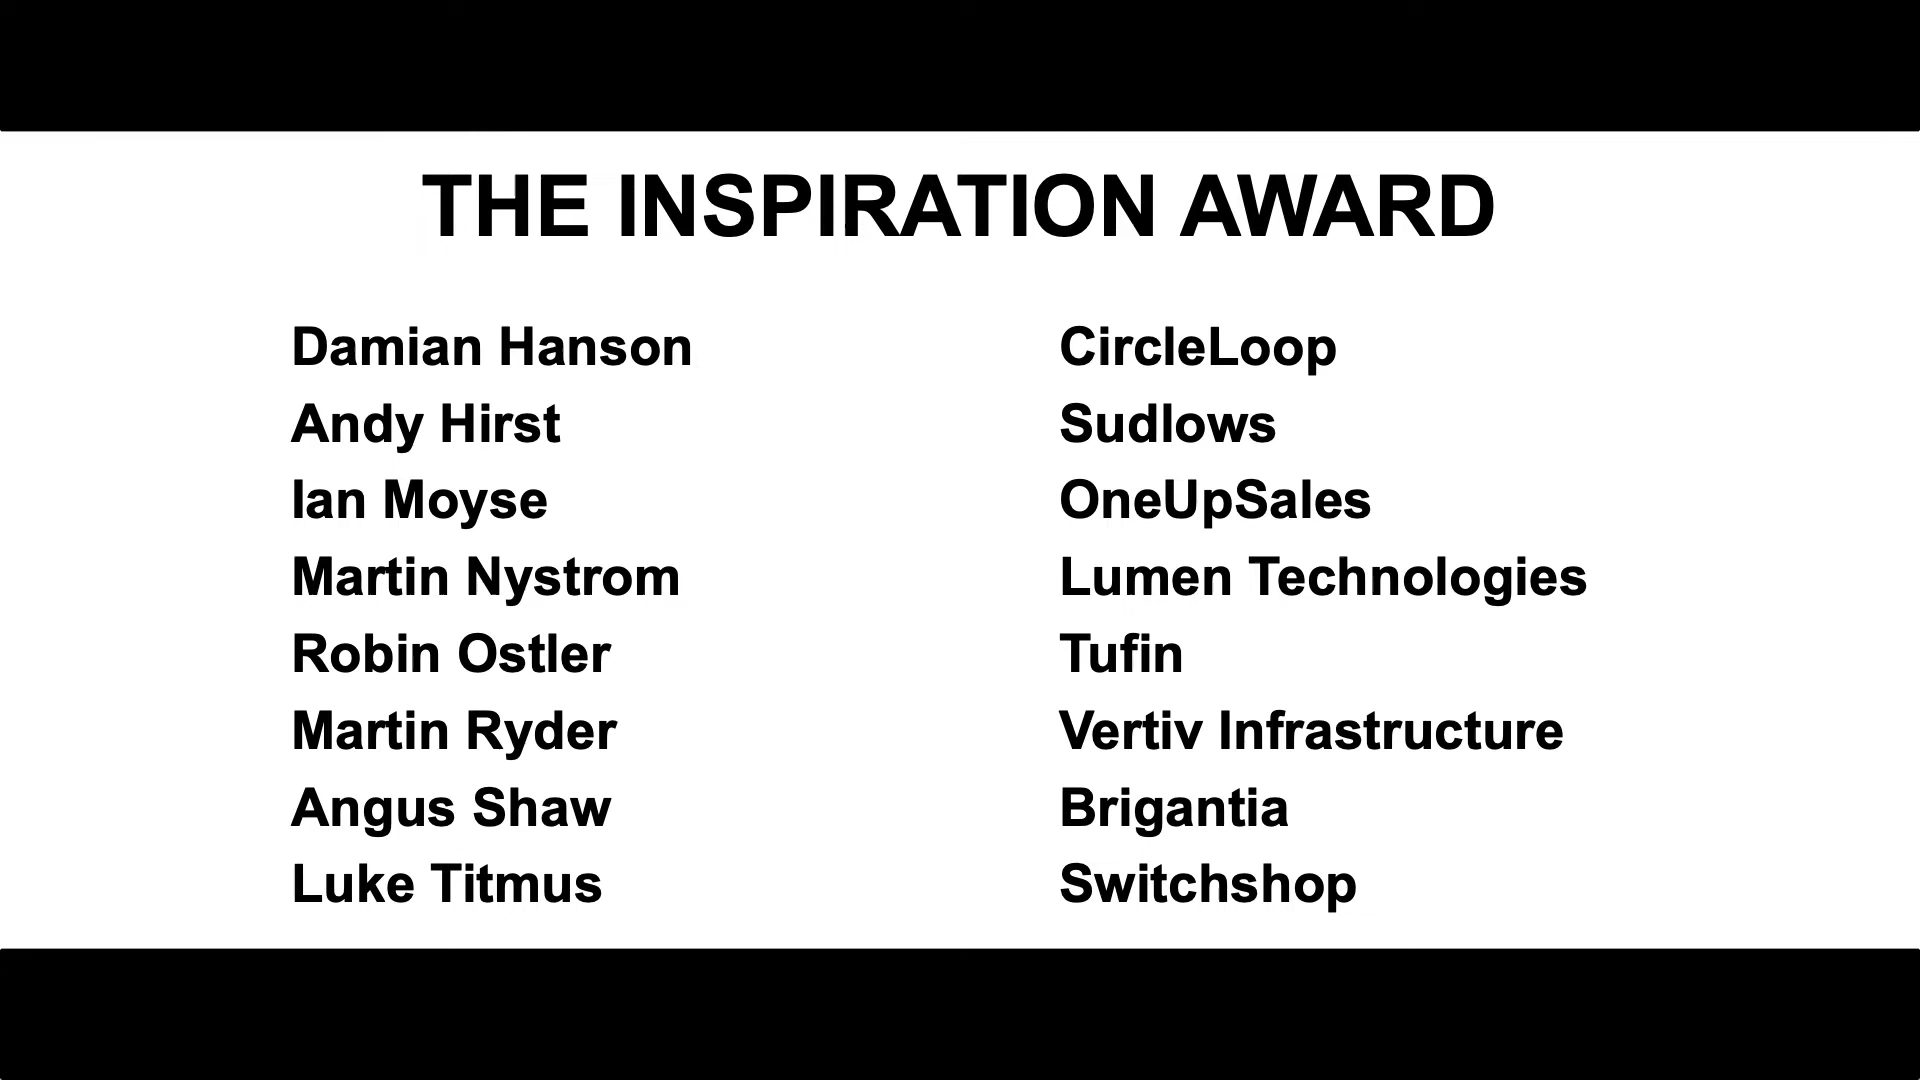 THE INSPIRATION AWARD
Damian Hanson CircleLoop
Andy Hirst Sudlows
Ian Moyse OneUpSales
Martin Nystrom Lumen Technologies
Robin Ostler Tufin
Martin Ryder Vertiv Infrastructure
Angus Shaw Brigantia
Luke Titmus Switchshop